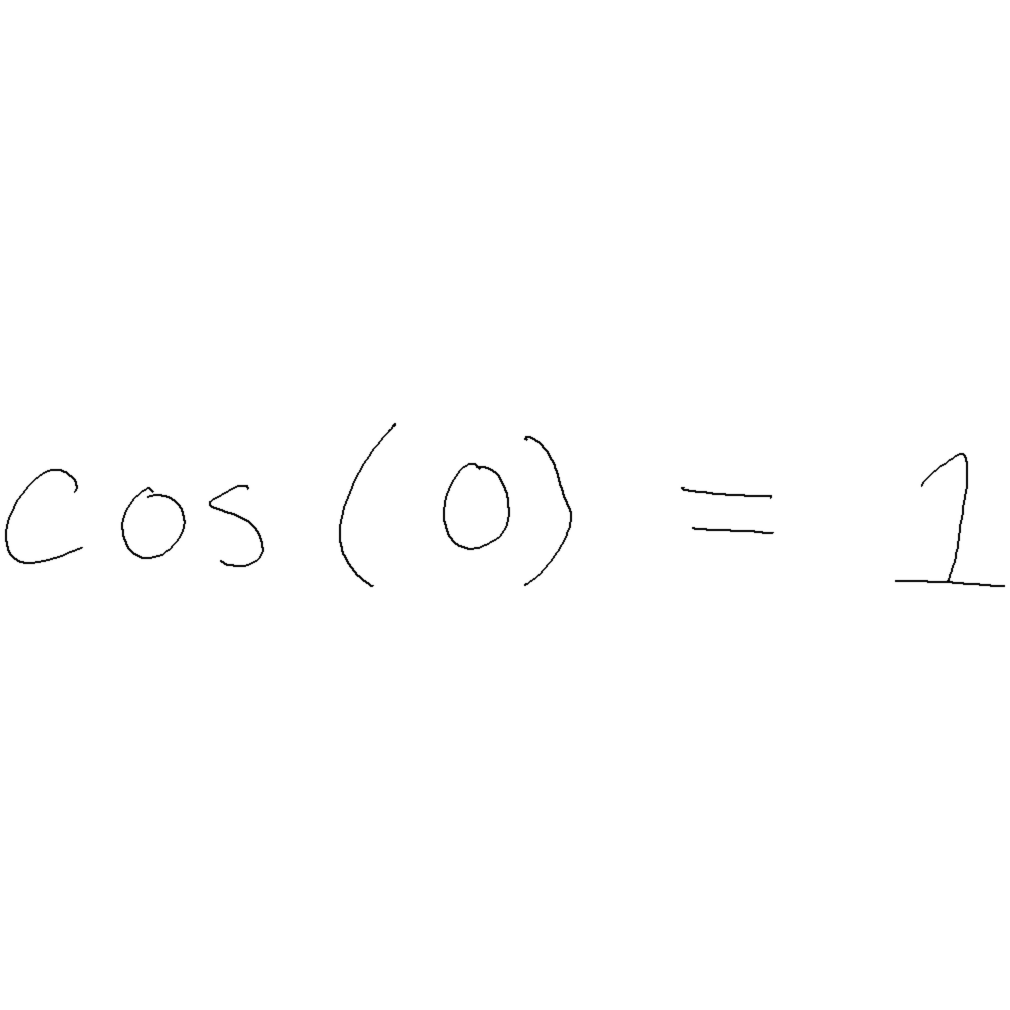 cos(0) = 1